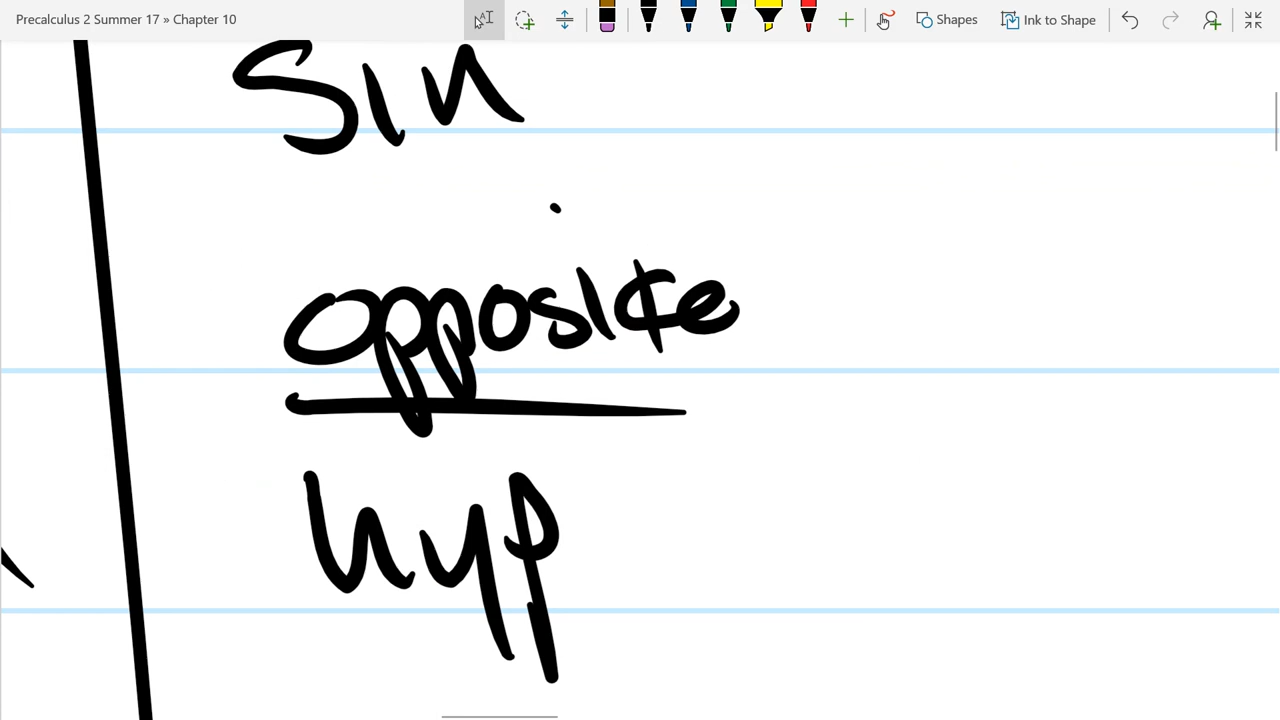 Precalculus 2 Summer 17 » Chapter 10
Shapes
Ink to Shape
Sin
opposite
hyp